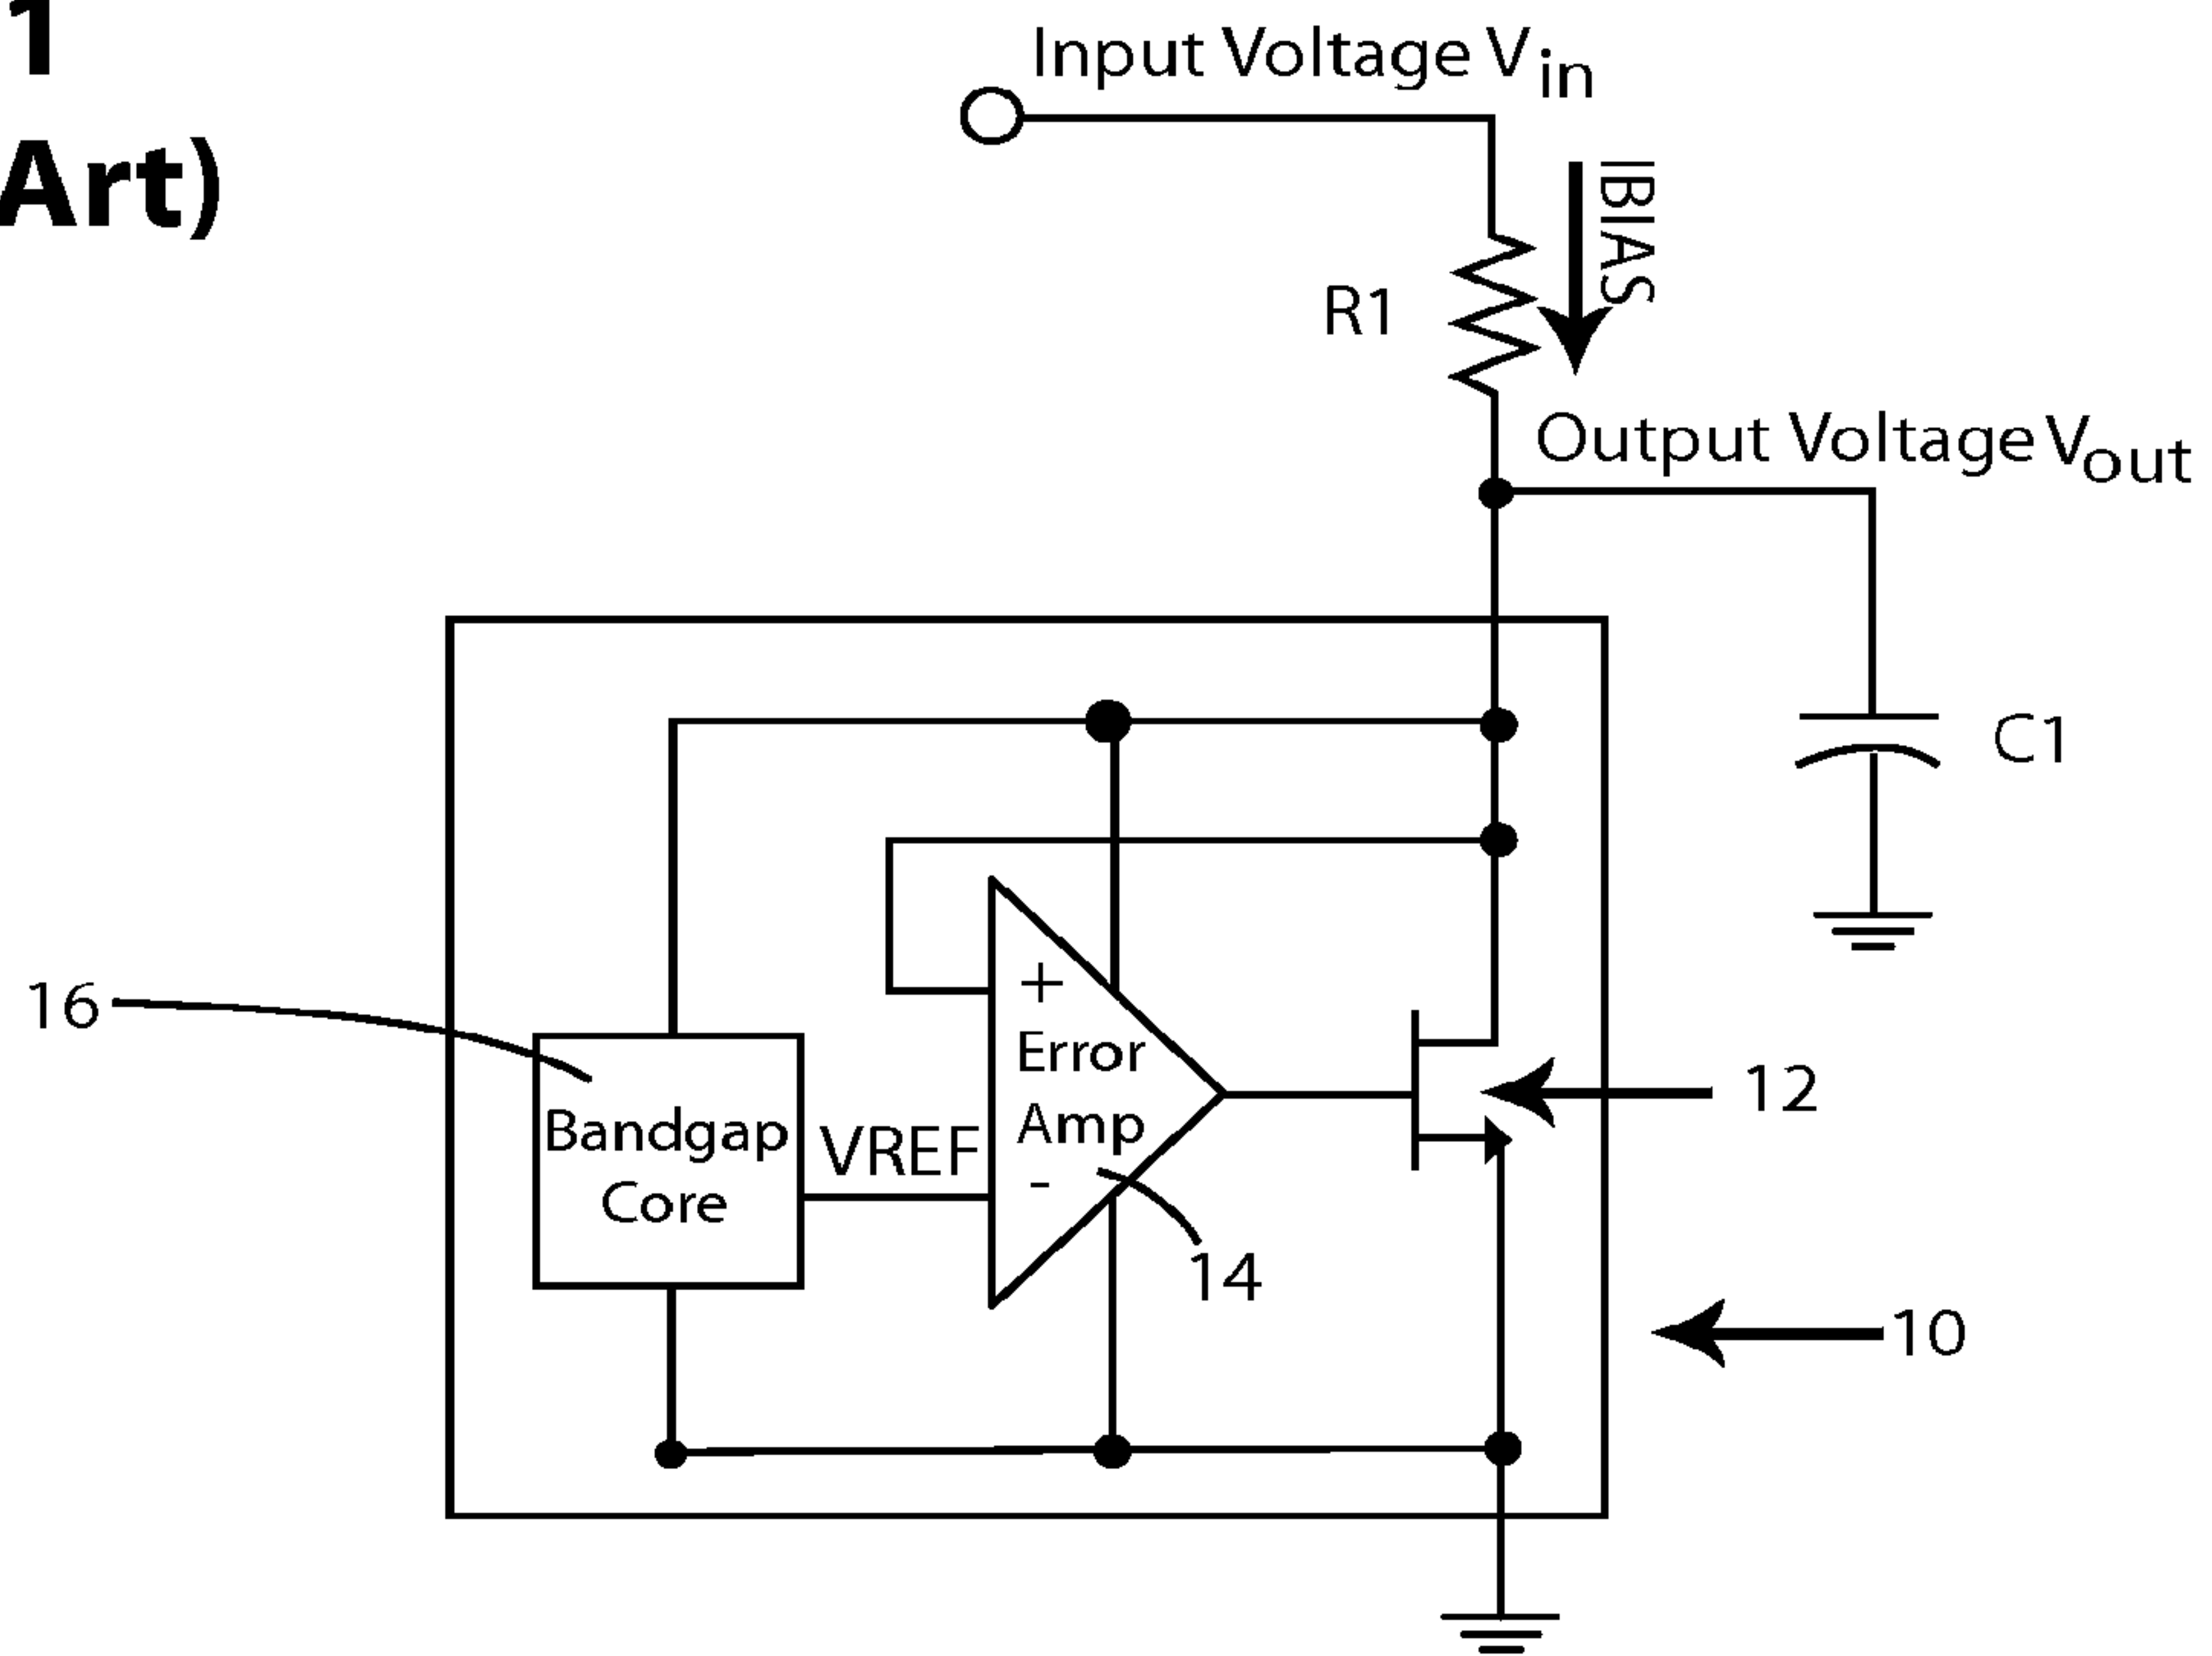 1
Art)
Input Voltage Vin
IBIAS
R1
Output Voltage Vout
C1
16
+
Error
Amp
-
Bandgap
Core
VREF
12
14
10